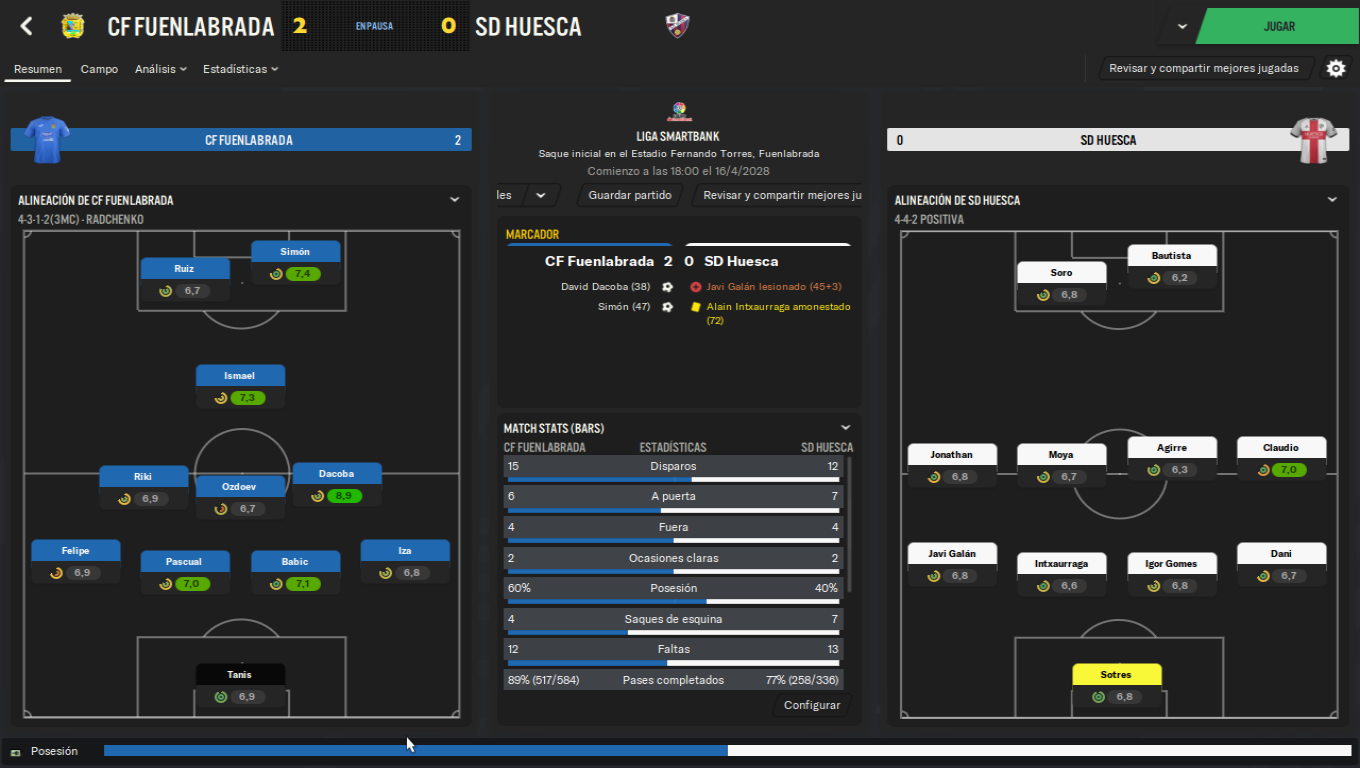 CF FUENLABRADA
2
EN PAUSA
0
SD HUESCA
JUGAR
Resumen
Campo
Análisis
Estadísticas
Revisar y compartir mejores jugadas
CF FUENLABRADA
2
LIGA SMARTBANK
0
SD HUESCA
Saque inicial en el Estadio Fernando Torres, Fuenlabrada
Comienzo a las 18:00 el 16/4/2028
les
Guardar partido
Revisar y compartir mejores ju
ALINEACIÓN DE CF FUENLABRADA
4-3-1-2(3MC) - RADCHENKO
Simón
7,4
Ruiz
6,7
Ismael
7,3
Riki
6,9
Ozdoev
6,7
Dacoba
8,9
Felipe
6,9
Pascual
7,0
Babic
7,1
Iza
6,8
Tanis
6,9
MARCADOR
CF Fuenlabrada 2 0 SD Huesca
David Dacoba (38)
Javi Galán lesionado (45+3)
Simón (47)
Alain Intxaurraga amonestado
(72)
MATCH STATS (BARS)
CF FUENLABRADA ESTADÍSTICAS SD HUESCA
15 Disparos 12
6 A puerta 7
4 Fuera 4
2 Ocasiones claras 2
60% Posesión 40%
4 Saques de esquina 7
12 Faltas 13
89% (517/584) Pases completados 77% (258/336)
Configurar
ALINEACIÓN DE SD HUESCA
4-4-2 POSITIVA
Bautista
6,2
Soro
6,8
Jonathan
6,8
Moya
6,7
Agirre
6,3
Claudio
7,0
Javi Galán
6,8
Intxaurraga
6,6
Igor Gomes
6,8
Dani
6,7
Sotres
6,8
Posesión